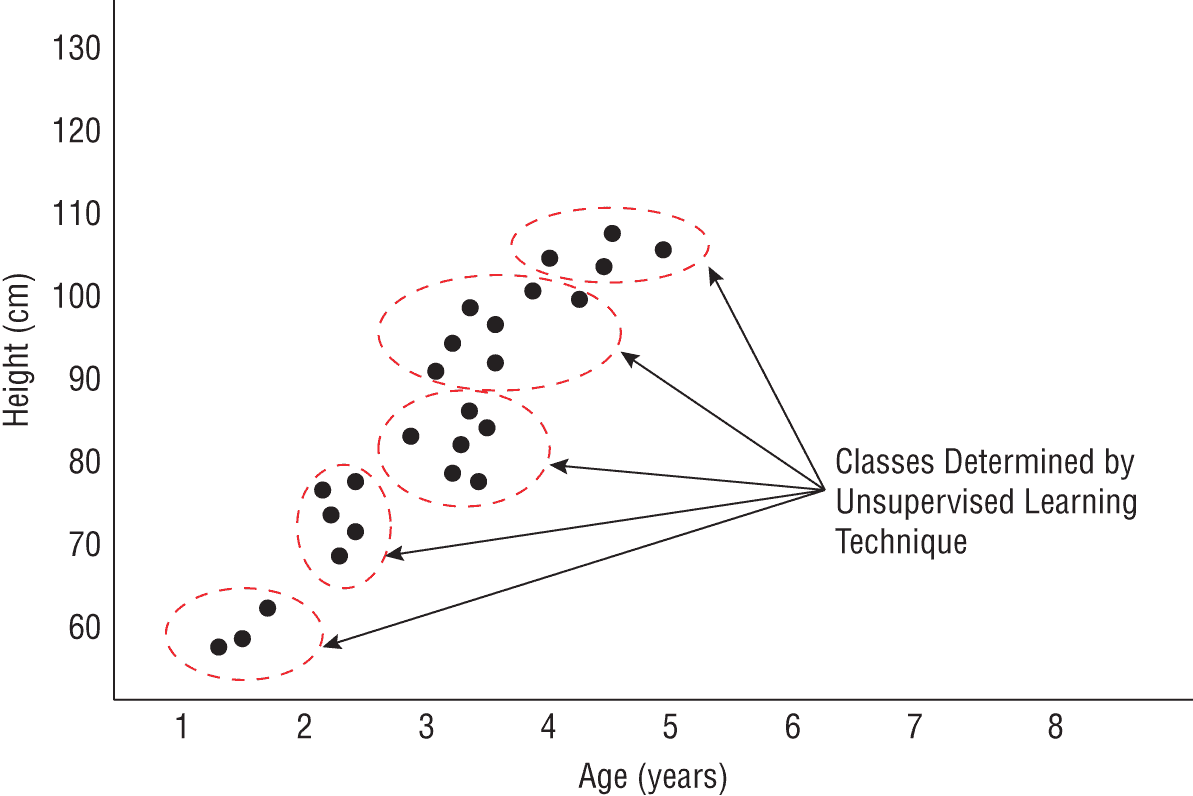 130
120
110
100
90
80
70
60
Height (cm)
Classes Determined by
Unsupervised Learning
Technique
1 2 3 4 5 6 7 8
Age (years)